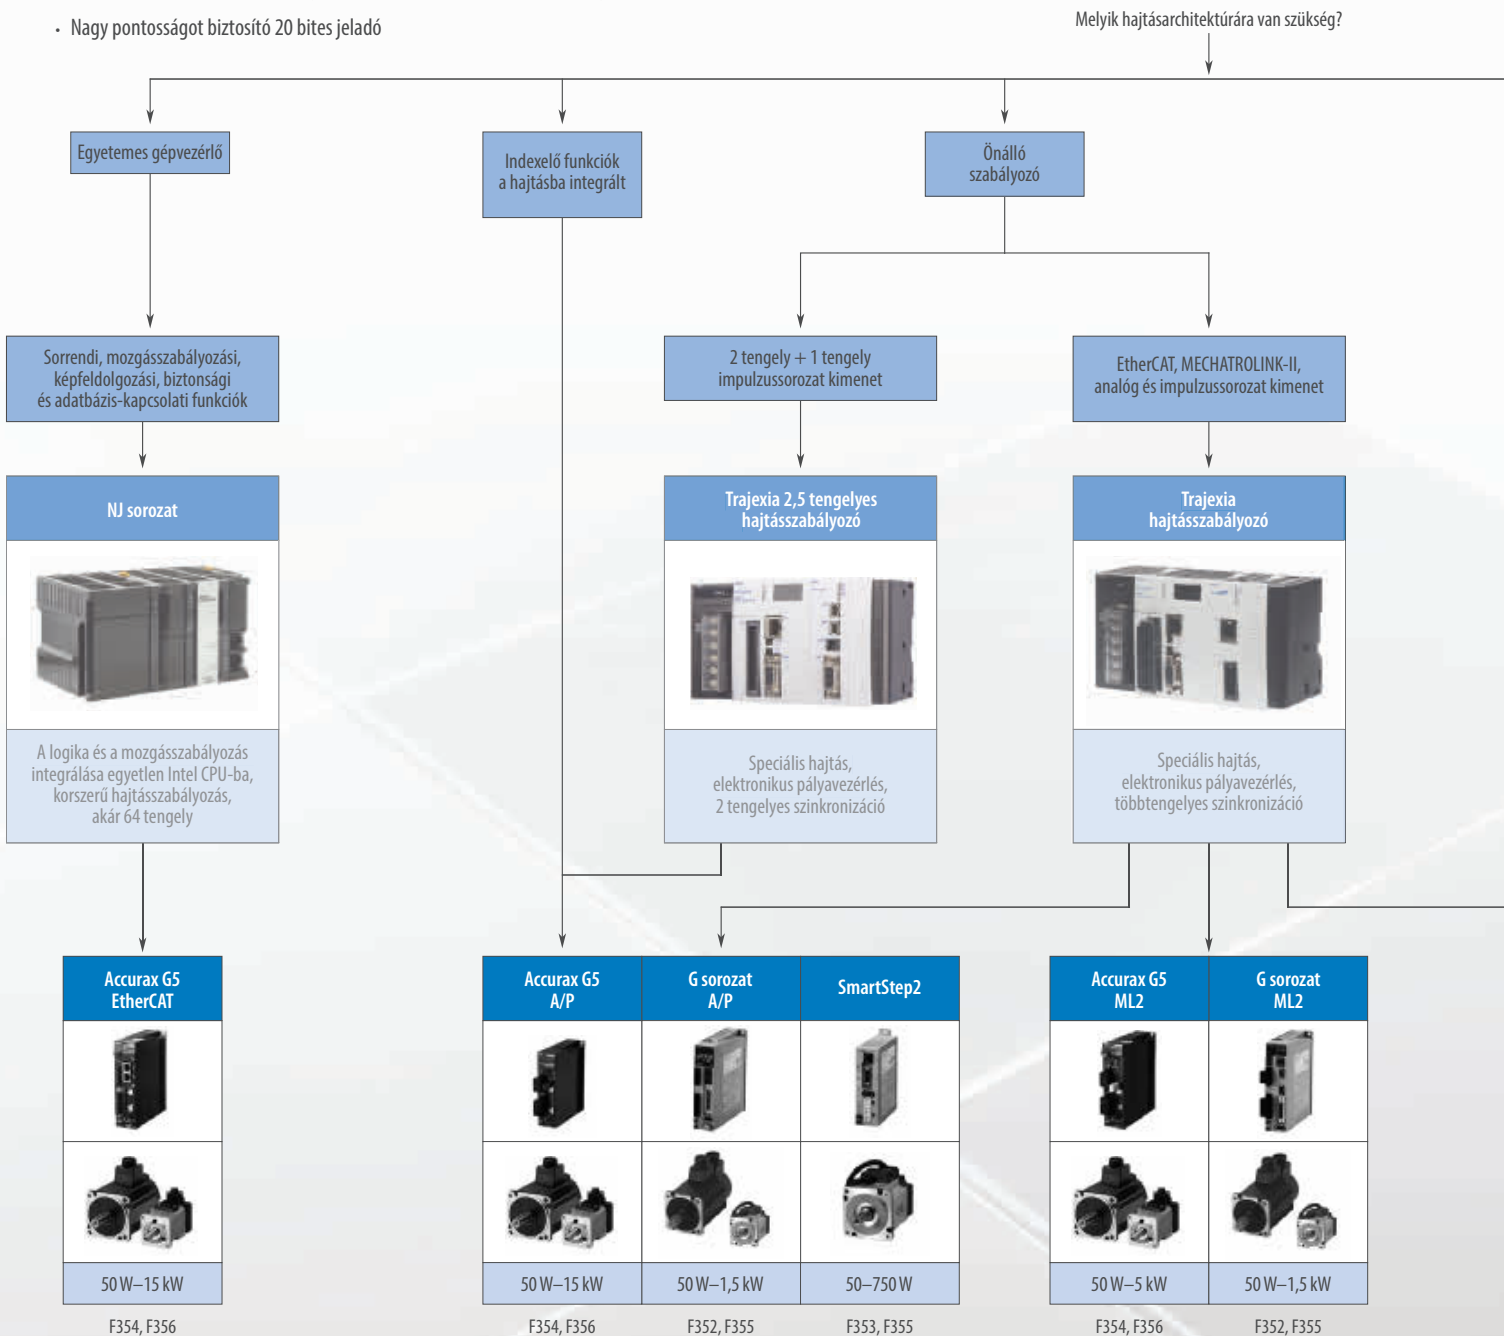 • Nagy pontosságot biztosító 20 bites jeladó
Melyik hajtásarchitektúrára van szükség?
Egyetemes gépvezérlő
Indexelő funkciók
a hajtásba integrált
Önálló
szabályozó
Sorrendi, mozgásszabályozási,
képfeldolgozási, biztonsági
és adatbázis-kapcsolati funkciók
2 tengely + 1 tengely
impulzussorozat kimenet
EtherCAT, MECHATROLINK-II,
analóg és impulzussorozat kimenet
NJ sorozat
Trajexia 2,5 tengelyes
hajtásszabályozó
Trajexia
hajtásszabályozó
A logika és a mozgásszabályozás
integrálása egyetlen Intel CPU-ba,
korszerű hajtásszabályozás,
akár 64 tengely
Speciális hajtás,
elektronikus pályavezérlés,
2 tengelyes szinkronizáció
Speciális hajtás,
elektronikus pályavezérlés,
többtengelyes szinkronizáció
Accurax G5
EtherCAT
Accurax G5
A/P
G sorozat
A/P
SmartStep2
Accurax G5
ML2
G sorozat
ML2
50 W–15 kW
50 W–15 kW
50 W–1,5 kW
50–750 W
50 W–5 kW
50 W–1,5 kW
F354, F356
F354, F356
F352, F355
F353, F355
F354, F356
F352, F355